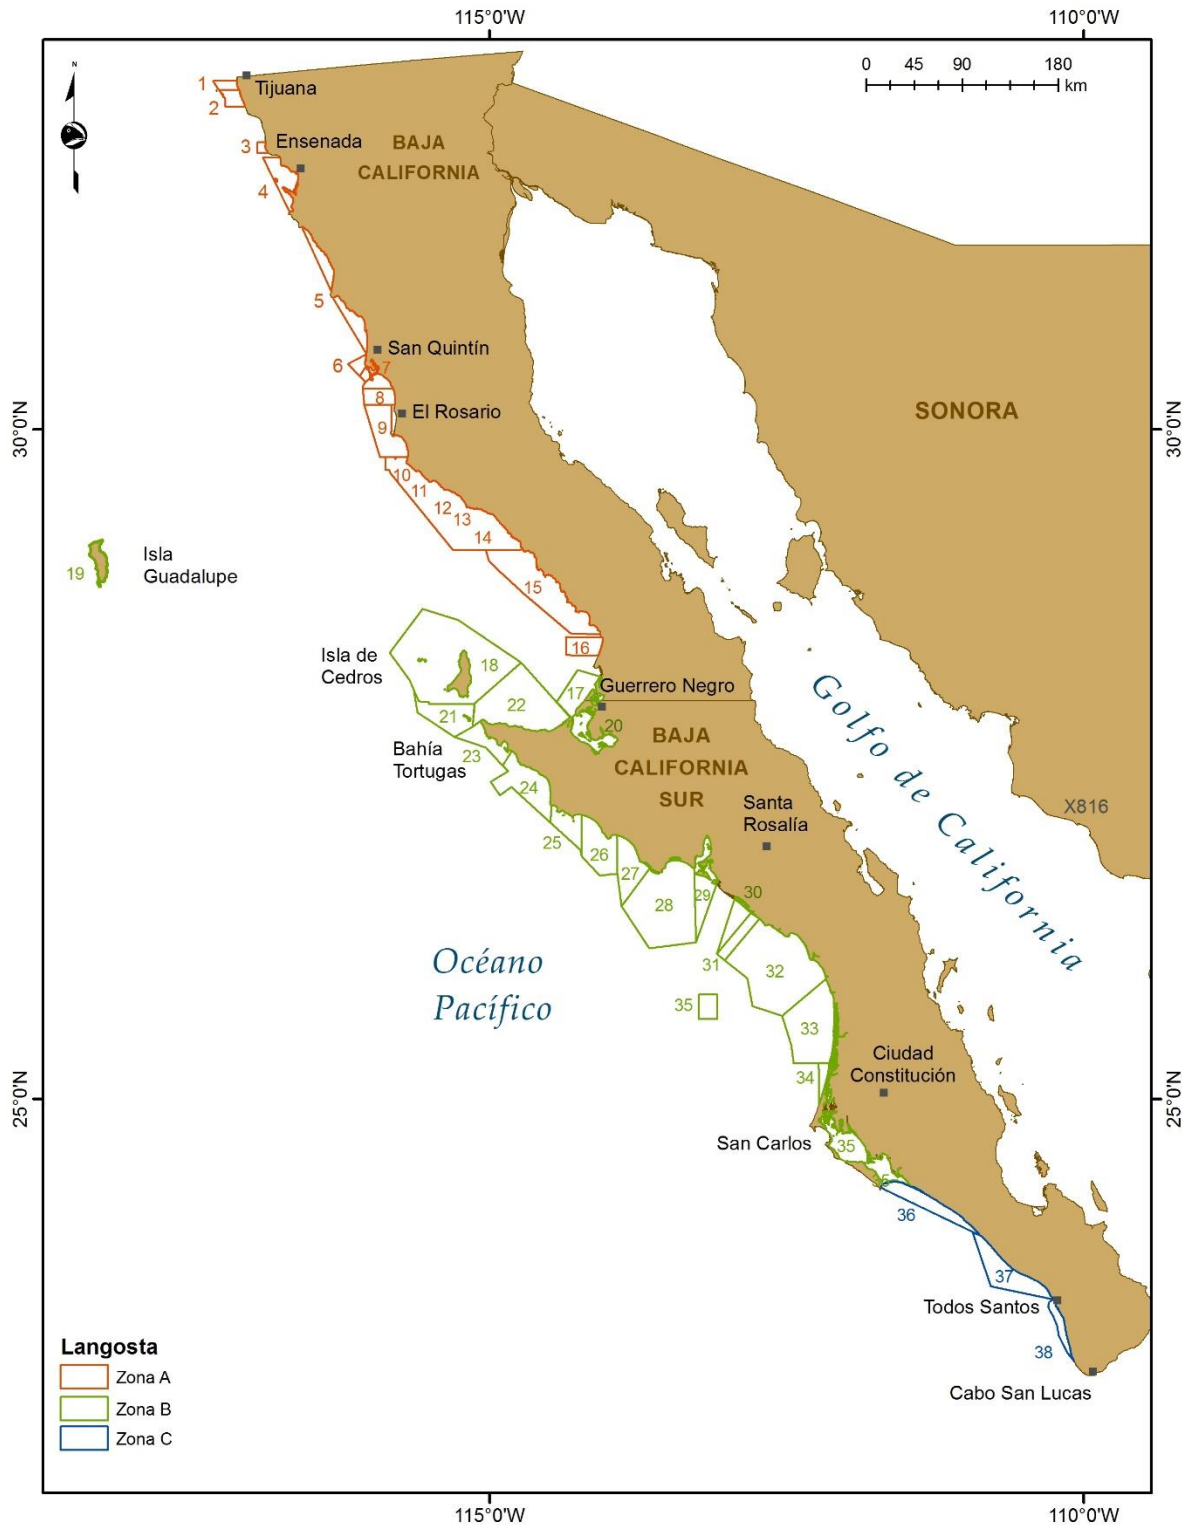 115°0'W
110°0'W
N
0 45 90 180
km
1
Tijuana
2
Ensenada
3
BAJA
CALIFORNIA
4
5
San Quintín
6
7
8
El Rosario
9
SONORA
30°0'N
30°0'N
10
11
12
13
14
Isla
Guadalupe
19
15
16
Isla de
Cedros
18
17
Guerrero Negro
22
21
20
Bahía
Tortugas
23
BAJA
CALIFORNIA
SUR
24
Santa
Rosalía
X816
Golfo de California
25
26
27
28
29
30
31
32
Océano
Pacífico
35
33
Ciudad
Constitución
34
25°0'N
25°0'N
San Carlos
35
35
36
37
Todos Santos
38
Cabo San Lucas
Langosta
Zona A
Zona B
Zona C
115°0'W
110°0'W